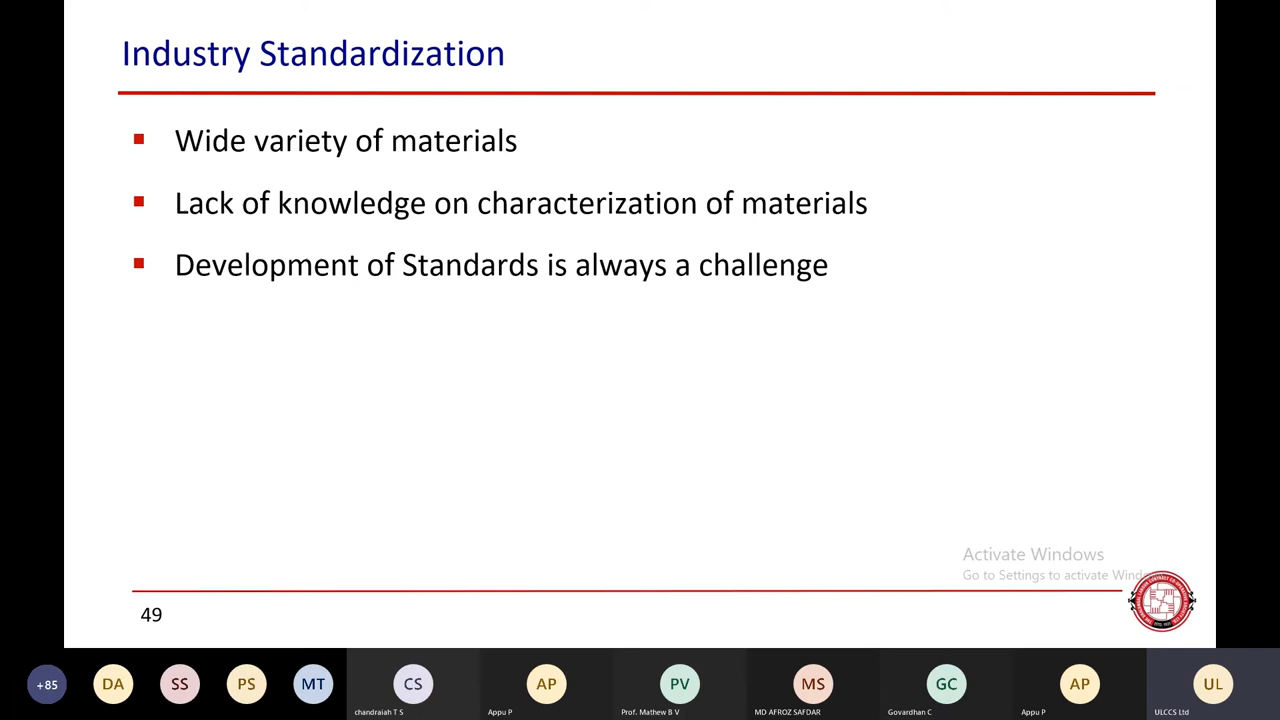 Industry Standardization
Wide variety of materials
Lack of knowledge on characterization of materials
Development of Standards is always a challenge
Activate Windows
Go to Settings to activate
49
+85
DA
SS
PS
MT
CS
AP
PV
MS
GC
AP
UL
chandraiah T S
Appu P
Prof. Mathew B V
MD AFROZ SAFDAR
Govardhan C
Appu P
ULCCS Ltd